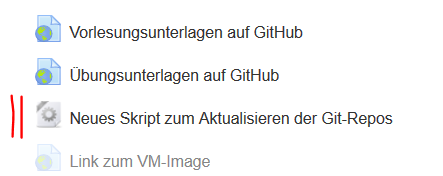 Vorlesungsunterlagen auf GitHub
Übungsunterlagen auf GitHub
Neues Skript zum Aktualisieren der Git-Repos
Link zum VM-Image